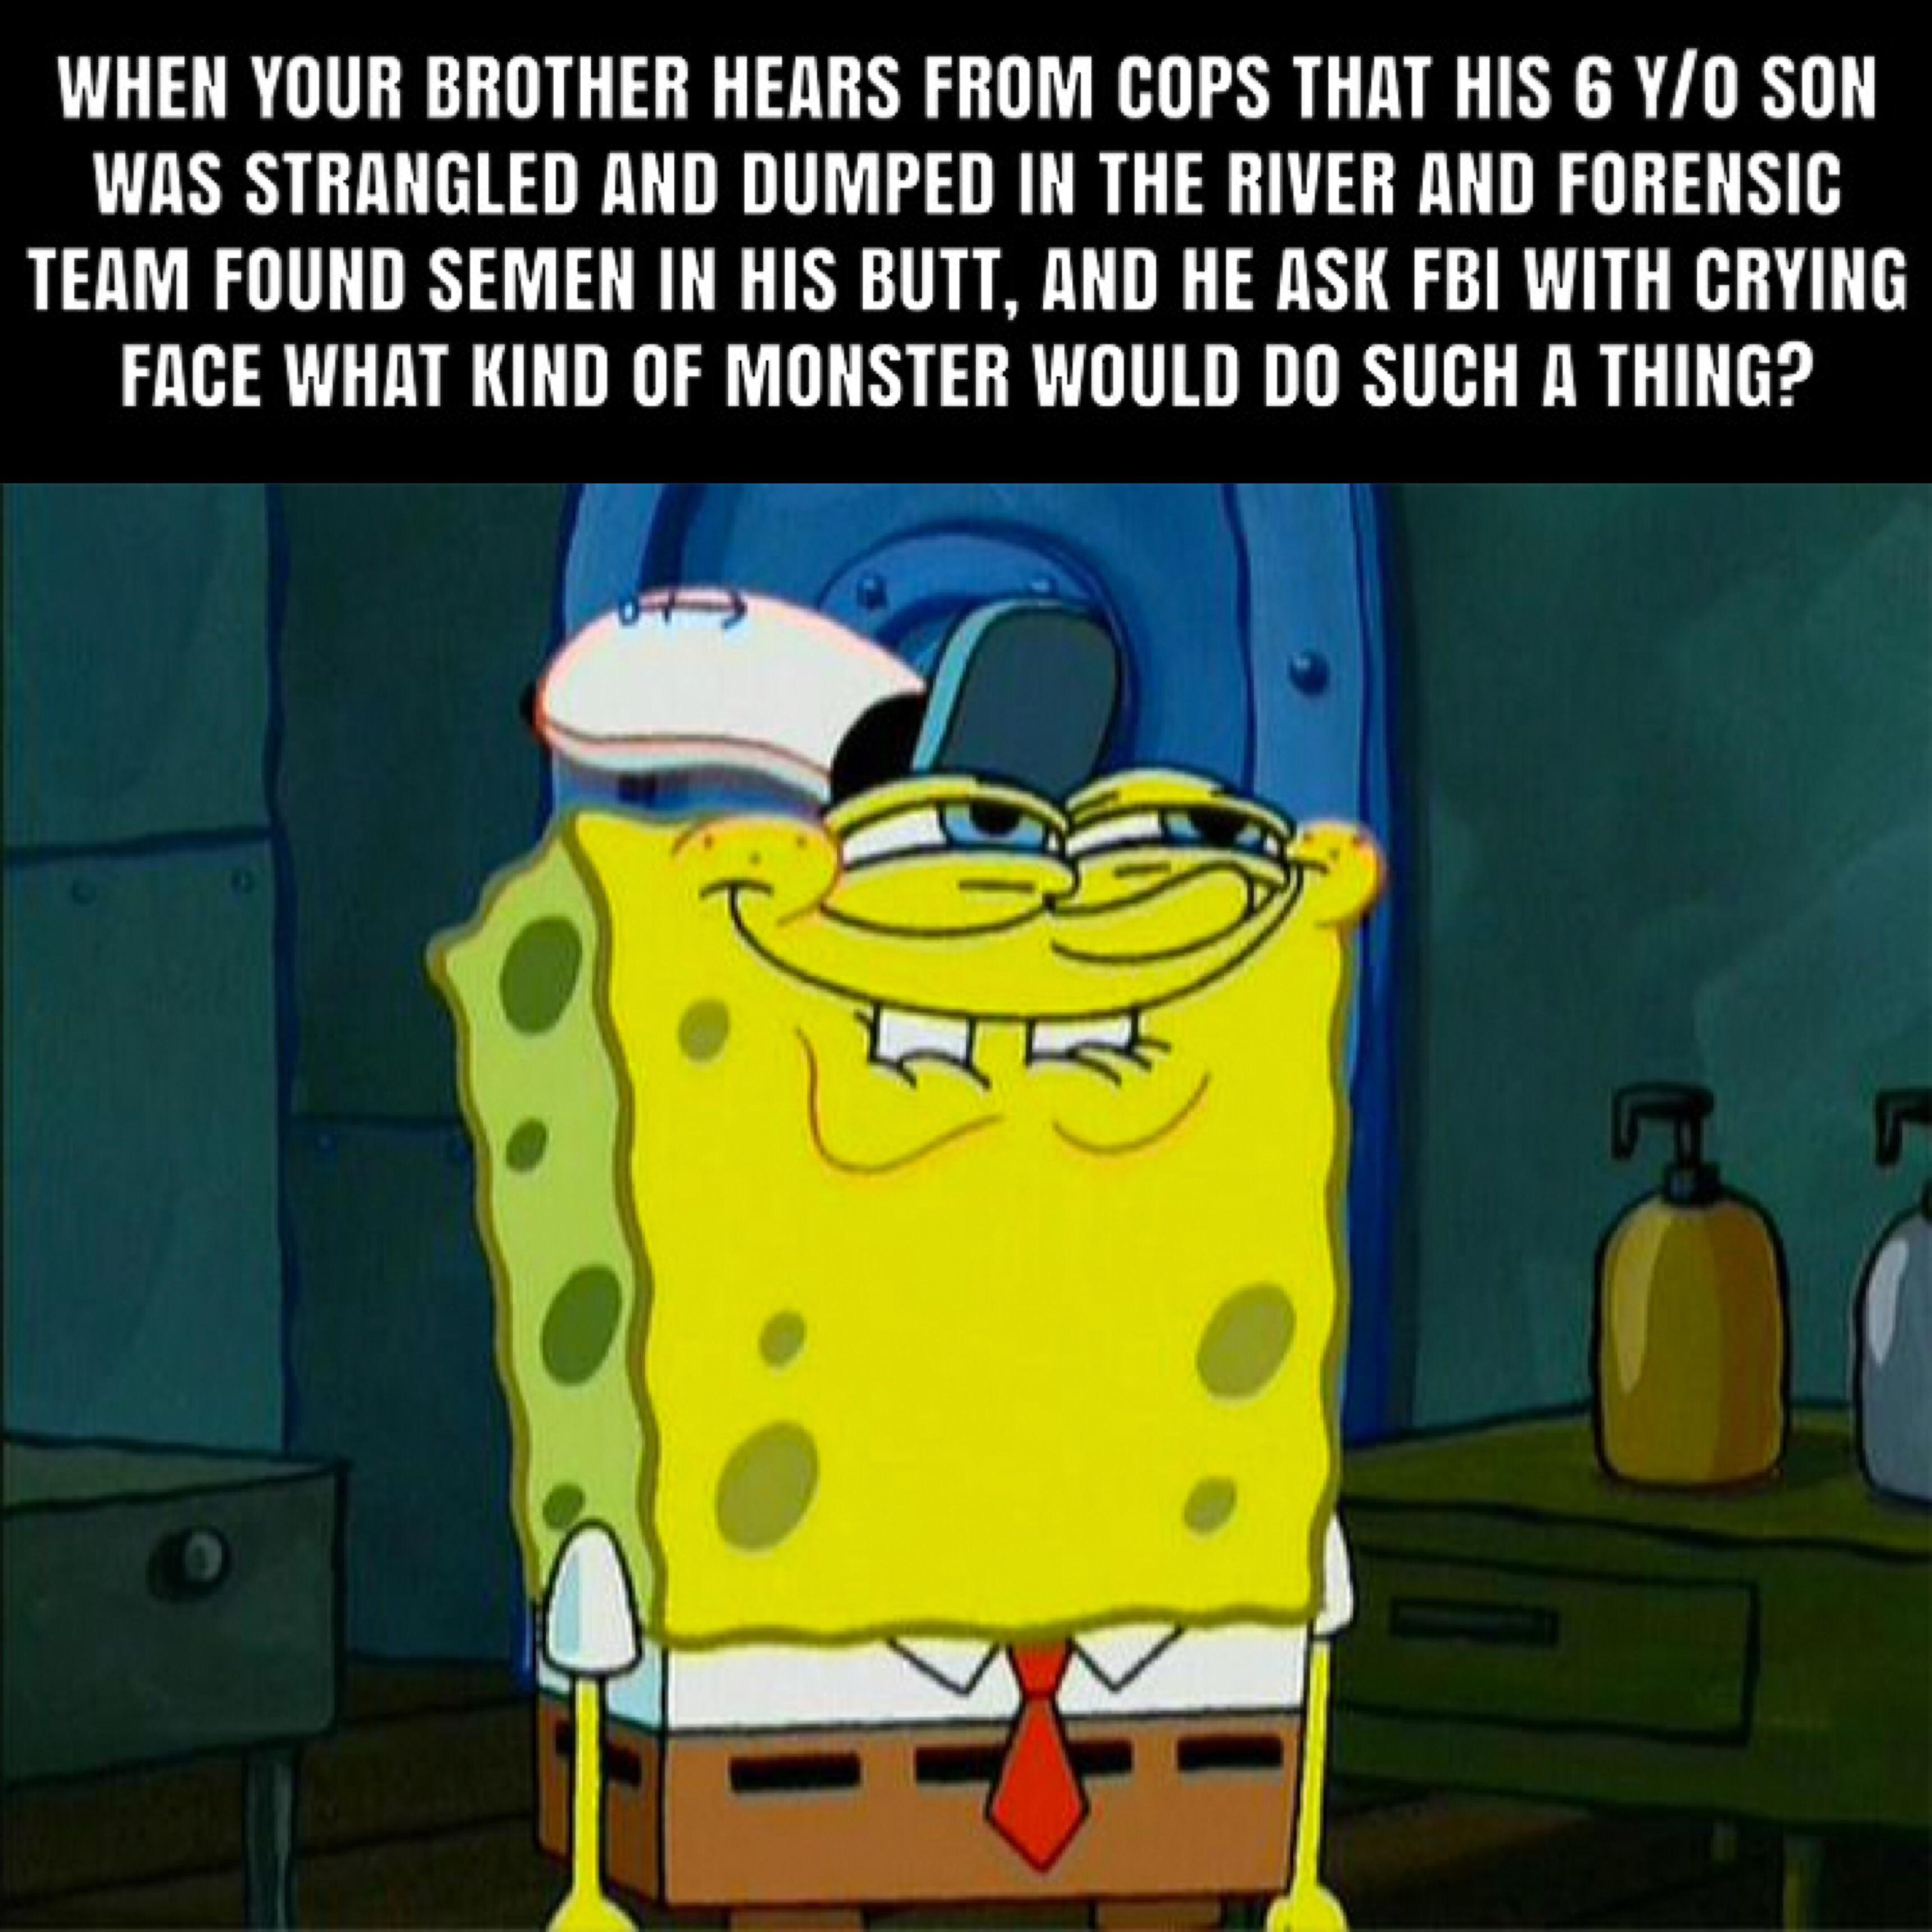 WHEN YOUR BROTHER HEARS FROM COPS THAT HIS 6 Y/O SON
WAS STRANGLED AND DUMPED IN THE RIVER AND FORENSIC
TEAM FOUND SEMEN IN HIS BUTT, AND HE ASK FBI WITH CRYING
FACE WHAT KIND OF MONSTER WOULD DO SUCH A THING?